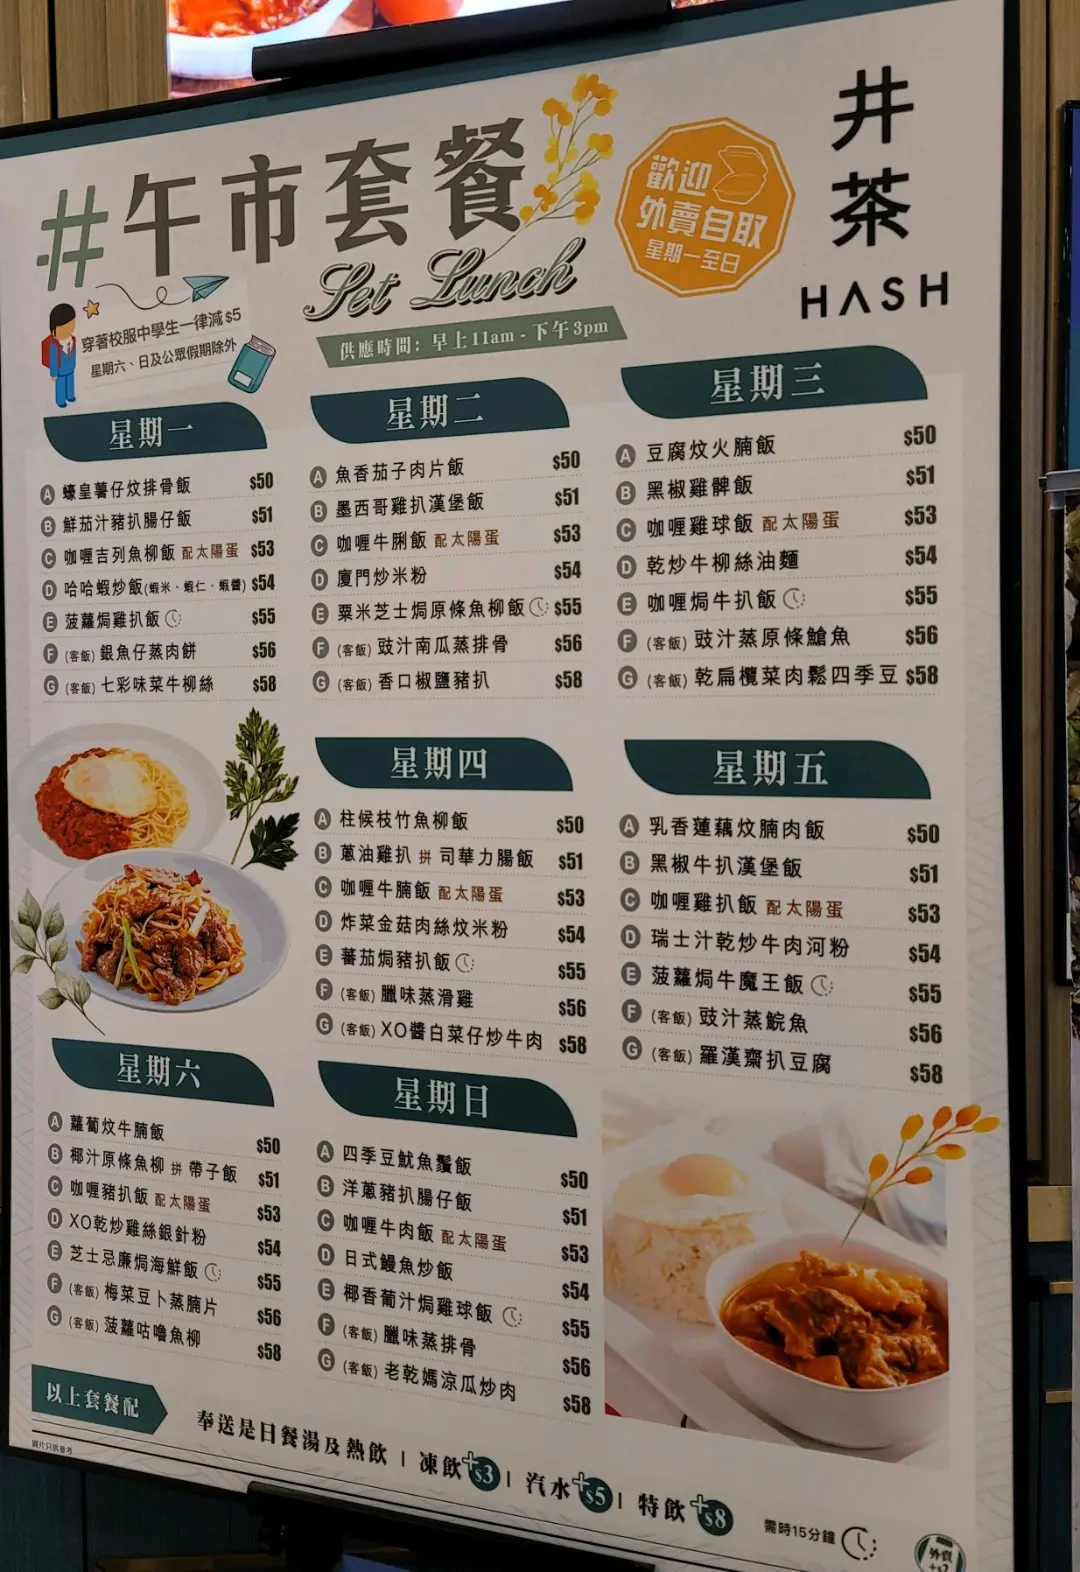 #午市套餐
Set Lunch
供應時間：早上11am - 下午3pm
歡迎
外賣自取
星期一至日
井茶
HASH
穿著校服中學生一律減$5
星期六、日及公眾假期除外
星期一
A 蠔皇薯仔炆排骨飯 $50
B 鮮茄汁豬扒腸仔飯 $51
C 咖喱吉列魚柳飯 配太陽蛋 $53
D 哈哈蝦炒飯(蝦米、蝦仁、蝦醬) $54
E 菠蘿焗雞扒飯 $55
F (客飯) 銀魚仔蒸肉餅 $56
G (客飯) 七彩味菜牛柳絲 $58
星期二
A 魚香茄子肉片飯 $50
B 墨西哥雞扒漢堡飯 $51
C 咖喱牛脷飯 配太陽蛋 $53
D 廈門炒米粉 $54
E 粟米芝士焗原條魚柳飯 $55
F (客飯) 豉汁南瓜蒸排骨 $56
G (客飯) 香口椒鹽豬扒 $58
星期三
A 豆腐炆火腩飯 $50
B 黑椒雞髀飯 $51
C 咖喱雞球飯 配太陽蛋 $53
D 乾炒牛柳絲油麵 $54
E 咖喱焗牛扒飯 $55
F (客飯) 豉汁蒸原條鯧魚 $56
G (客飯) 乾扁欖菜肉鬆四季豆 $58
星期四
A 柱候枝竹魚柳飯 $50
B 蔥油雞扒 拼 司華力腸飯 $51
C 咖喱牛腩飯 配太陽蛋 $53
D 炸菜金菇肉絲炆米粉 $54
E 蕃茄焗豬扒飯 $55
F (客飯) 臘味蒸滑雞 $56
G (客飯) XO醬白菜仔炒牛肉 $58
星期五
A 乳香蓮藕炆腩肉飯 $50
B 黑椒牛扒漢堡飯 $51
C 咖喱雞扒飯 配太陽蛋 $53
D 瑞士汁乾炒牛肉河粉 $54
E 菠蘿焗牛魔王飯 $55
F (客飯) 豉汁蒸鯇魚 $56
G (客飯) 羅漢齋扒豆腐 $58
星期六
A 蘿蔔炆牛腩飯 $50
B 椰汁原條魚柳 拼 帶子飯 $51
C 咖喱豬扒飯 配太陽蛋 $53
D XO乾炒雞絲銀針粉 $54
E 芝士忌廉焗海鮮飯 $55
F (客飯) 梅菜豆卜蒸腩片 $56
G (客飯) 菠蘿咕嚕魚柳 $58
星期日
A 四季豆魷魚鬚飯 $50
B 洋蔥豬扒腸仔飯 $51
C 咖喱牛肉飯 配太陽蛋 $53
D 日式鰻魚炒飯 $54
E 椰香葡汁焗雞球飯 $55
F (客飯) 臘味蒸排骨 $56
G (客飯) 老乾媽涼瓜炒肉 $58
以上套餐配
奉送是日餐湯及熱飲 | 凍飲+$3 | 汽水+$5 | 特飲+$8
圖片只供參考
需時15分鐘
外賣
+$2